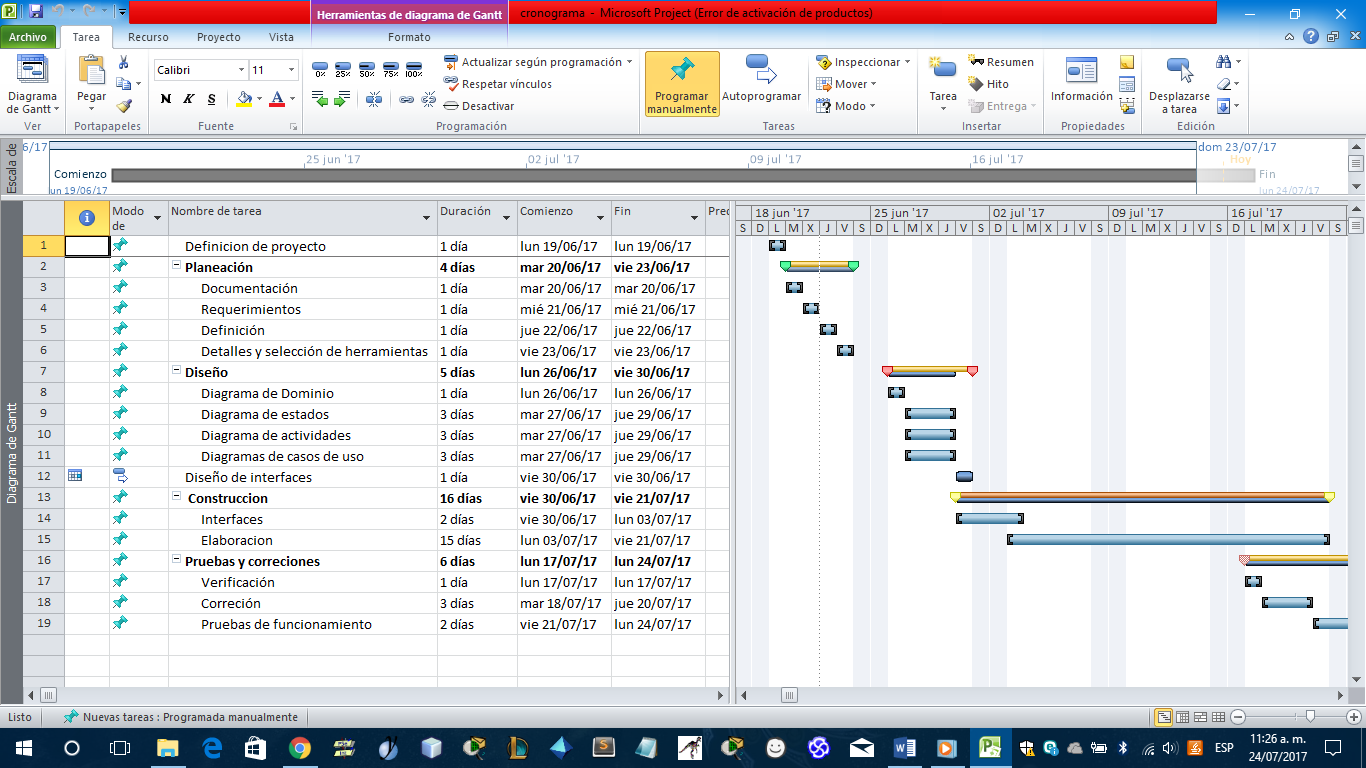 Herramientas de diagrama de Gantt
cronograma - Microsoft Project (Error de activación de productos)
Archivo Tarea Recurso Proyecto Vista Formato
Diagrama de Gantt
Ver
Pegar
Portapapeles
Calibri 11
N K S A
Fuente
0% 25% 50% 75% 100%
Actualizar según programación
Respetar vínculos
Desactivar
Programación
Programar manualmente
Autoprogramar
Inspeccionar
Mover
Modo
Tareas
Tarea
Resumen
Hito
Entrega
Insertar
Información
Propiedades
Desplazarse a tarea
Edición
Escala de
6/17 dom 23/07/17
25 jun '17 02 jul '17 09 jul '17 16 jul '17 Hoy
Comienzo Fin
un 19/06/17 lun 24/07/17
Diagrama de Gantt
Modo de Nombre de tarea Duración Comienzo Fin Pred
18 jun '17 25 jun '17 02 jul '17 09 jul '17 16 jul '17
S D L M X J V S D L M X J V S D L M X J V S D L M X J V S D L M X J V S
1 Definicion de proyecto 1 día lun 19/06/17 lun 19/06/17
2 Planeación 4 días mar 20/06/17 vie 23/06/17
3 Documentación 1 día mar 20/06/17 mar 20/06/17
4 Requerimientos 1 día mié 21/06/17 mié 21/06/17
5 Definición 1 día jue 22/06/17 jue 22/06/17
6 Detalles y selección de herramientas 1 día vie 23/06/17 vie 23/06/17
7 Diseño 5 días lun 26/06/17 vie 30/06/17
8 Diagrama de Dominio 1 día lun 26/06/17 lun 26/06/17
9 Diagrama de estados 3 días mar 27/06/17 jue 29/06/17
10 Diagrama de actividades 3 días mar 27/06/17 jue 29/06/17
11 Diagramas de casos de uso 3 días mar 27/06/17 jue 29/06/17
12 Diseño de interfaces 1 día vie 30/06/17 vie 30/06/17
13 Construccion 16 días vie 30/06/17 vie 21/07/17
14 Interfaces 2 días vie 30/06/17 lun 03/07/17
15 Elaboracion 15 días lun 03/07/17 vie 21/07/17
16 Pruebas y correciones 6 días lun 17/07/17 lun 24/07/17
17 Verificación 1 día lun 17/07/17 lun 17/07/17
18 Correción 3 días mar 18/07/17 jue 20/07/17
19 Pruebas de funcionamiento 2 días vie 21/07/17 lun 24/07/17
Listo Nuevas tareas : Programada manualmente
ESP
11:26 a. m.
24/07/2017